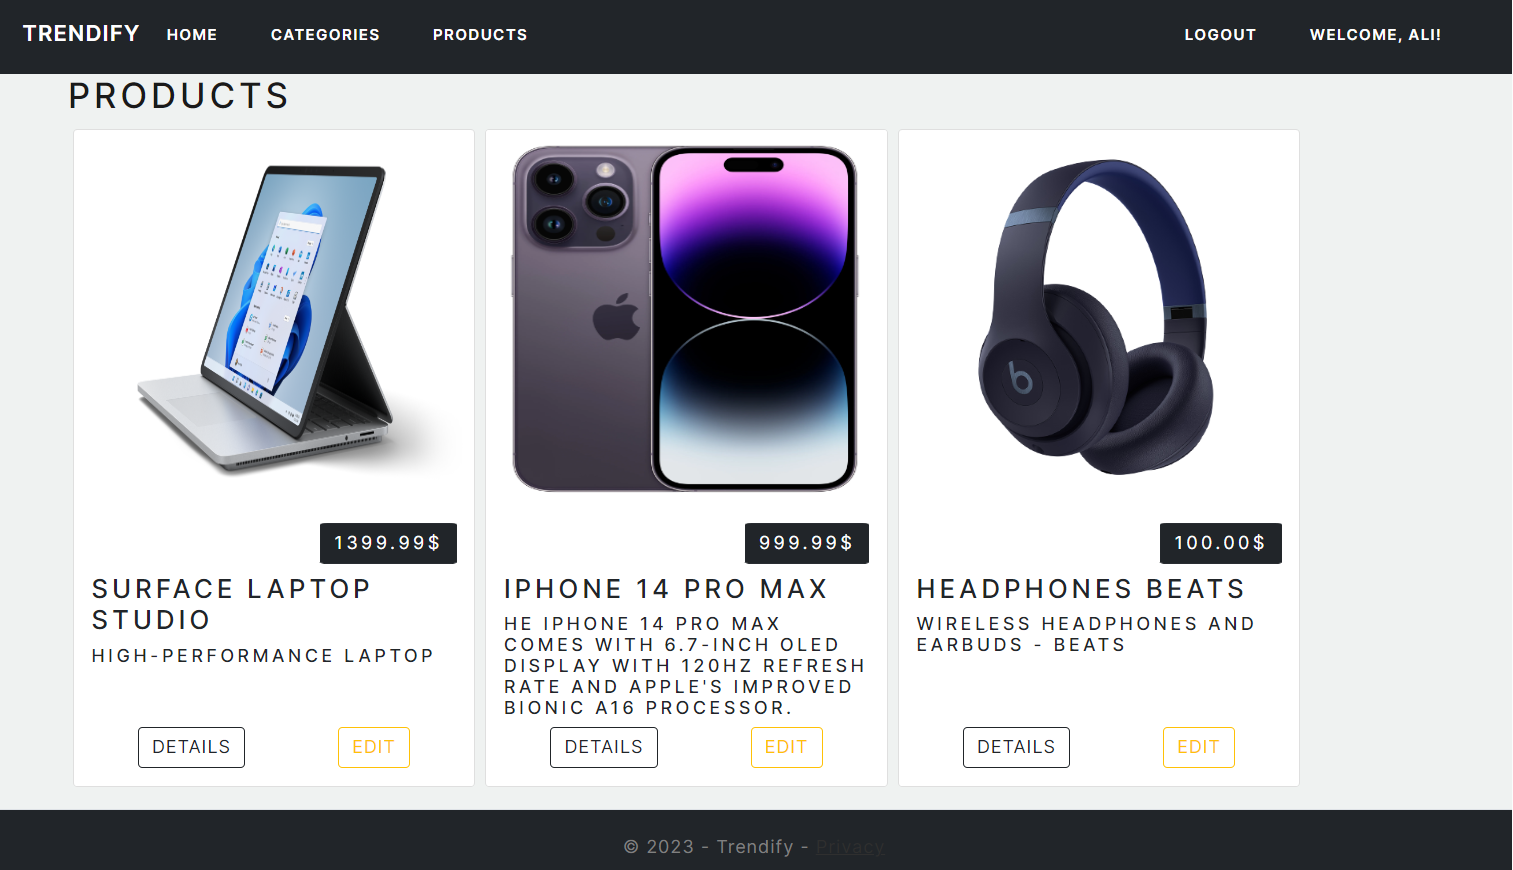 TRENDIFY HOME CATEGORIES PRODUCTS LOGOUT WELCOME, ALI!
PRODUCTS
1399.99$
SURFACE LAPTOP
STUDIO
HIGH-PERFORMANCE LAPTOP
DETAILS EDIT
999.99$
IPHONE 14 PRO MAX
HE IPHONE 14 PRO MAX
COMES WITH 6.7-INCH OLED
DISPLAY WITH 120HZ REFRESH
RATE AND APPLE'S IMPROVED
BIONIC A16 PROCESSOR.
DETAILS EDIT
100.00$
HEADPHONES BEATS
WIRELESS HEADPHONES AND
EARBUDS - BEATS
DETAILS EDIT
© 2023 - Trendify - Privacy